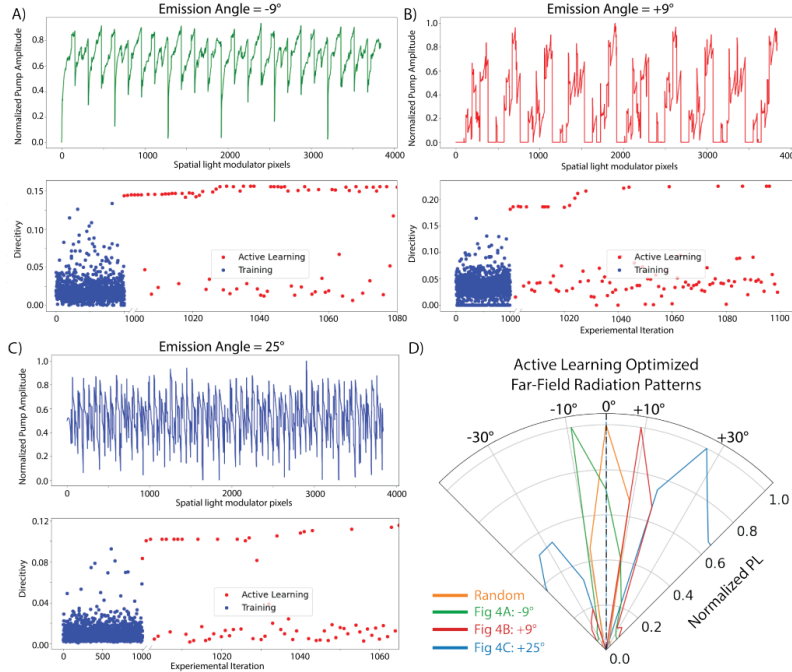 A)
Emission Angle = -9°
Normalized Pump Amplitude
0.8
0.6
0.4
0.2
0.0
0
1000
2000
3000
4000
Spatial light modulator pixels
Direcitivy
0.15
0.10
0.05
0.00
Active Learning
Training
0
1000
1020
1040
1060
1080
B)
Emission Angle = +9°
Normalized Pump Amplitude
1.0
0.8
0.6
0.4
0.2
0.0
0
1000
2000
3000
4000
Spatial light modulator pixels
Direcitivy
0.20
0.15
0.10
0.05
0.00
Active Learning
Training
0
1000
1020
1040
1060
1080
1100
Experimental Iteration
C)
Emission Angle = 25°
Normalized Pump Amplitude
1.0
0.8
0.6
0.4
0.2
0.0
0
1000
2000
3000
4000
Spatial light modulator pixels
0.12
0.08
0.04
0.00
Active Learning
Training
0
500
1000
1020
1040
1060
Experimental Iteration
D)
Active Learning Optimized
Far-Field Radiation Patterns
-30°
-10°
0°
+10°
+30°
1.0
0.8
0.6
0.4
0.2
0.0
Normalized PL
Random
Fig 4A: -9°
Fig 4B: +9°
Fig 4C: +25°